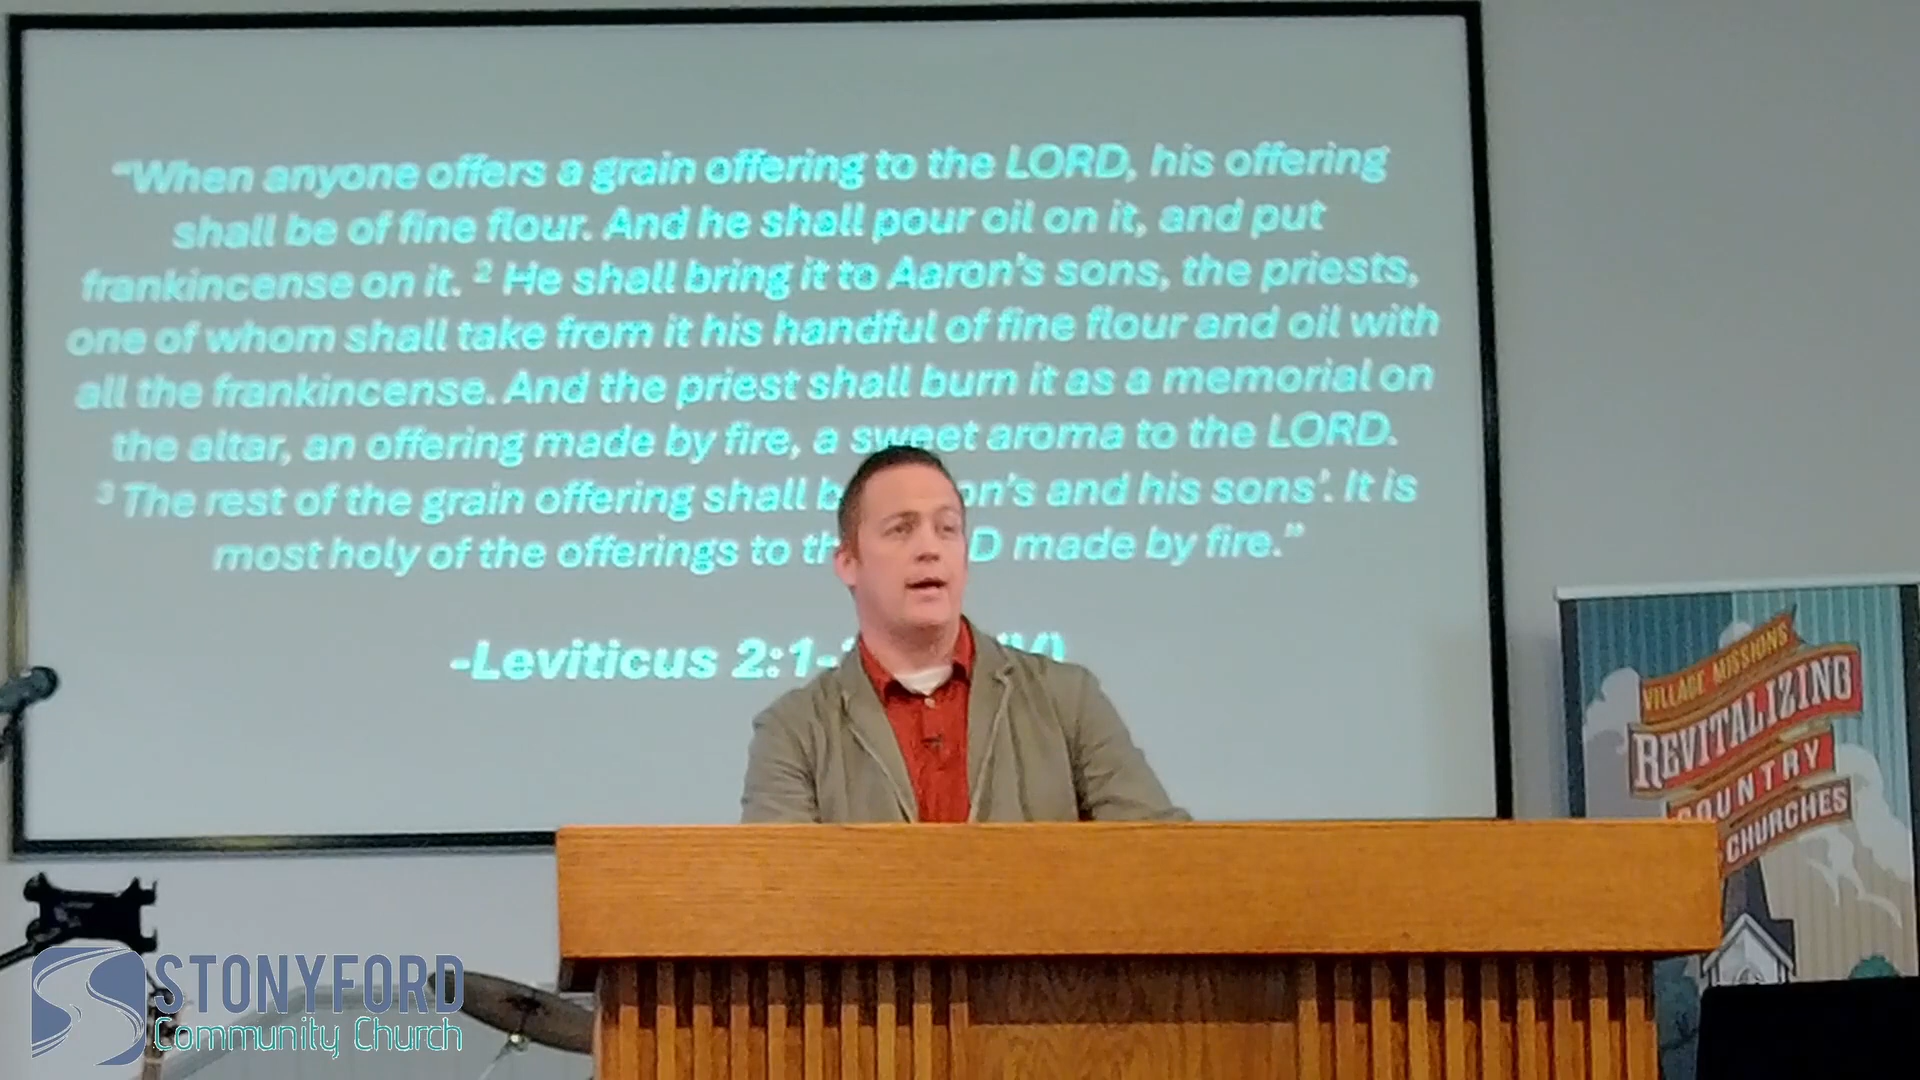 “When anyone offers a grain offering to the LORD, his offering
shall be of fine flour. And he shall pour oil on it, and put
frankincense on it. ² He shall bring it to Aaron’s sons, the priests,
one of whom shall take from it his handful of fine flour and oil with
all the frankincense. And the priest shall burn it as a memorial on
the altar, an offering made by fire, a sweet aroma to the LORD.
³ The rest of the grain offering shall on’s and his sons’. It is
most holy of the offerings to made by fire.”
-Leviticus 2:1-
VILLAGE MISSIONS
REVITALIZING
COUNTRY
CHURCHES
STONYFORD
Community Church